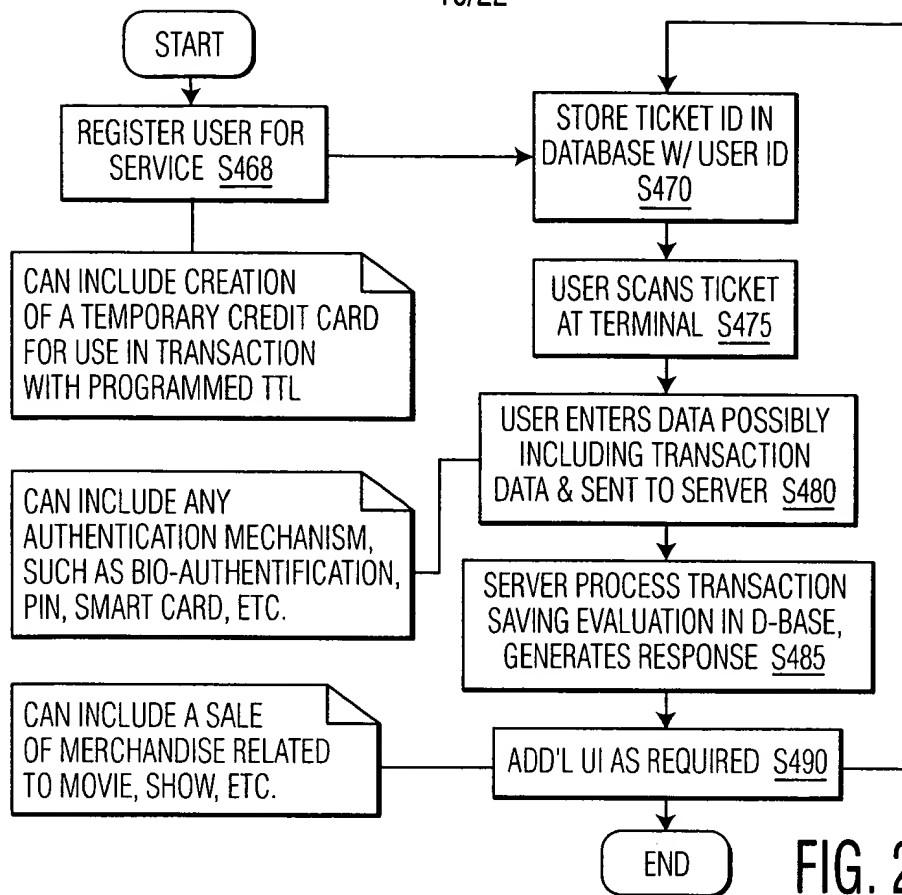 START
REGISTER USER FOR
SERVICE S468
CAN INCLUDE CREATION
OF A TEMPORARY CREDIT CARD
FOR USE IN TRANSACTION
WITH PROGRAMMED TTL
STORE TICKET ID IN
DATABASE W/ USER ID
S470
USER SCANS TICKET
AT TERMINAL S475
USER ENTERS DATA POSSIBLY
INCLUDING TRANSACTION
DATA & SENT TO SERVER S480
CAN INCLUDE ANY
AUTHENTICATION MECHANISM,
SUCH AS BIO-AUTHENTIFICATION,
PIN, SMART CARD, ETC.
SERVER PROCESS TRANSACTION
SAVING EVALUATION IN D-BASE,
GENERATES RESPONSE S485
CAN INCLUDE A SALE
OF MERCHANDISE RELATED
TO MOVIE, SHOW, ETC.
ADD'L UI AS REQUIRED S490
END
FIG. 2